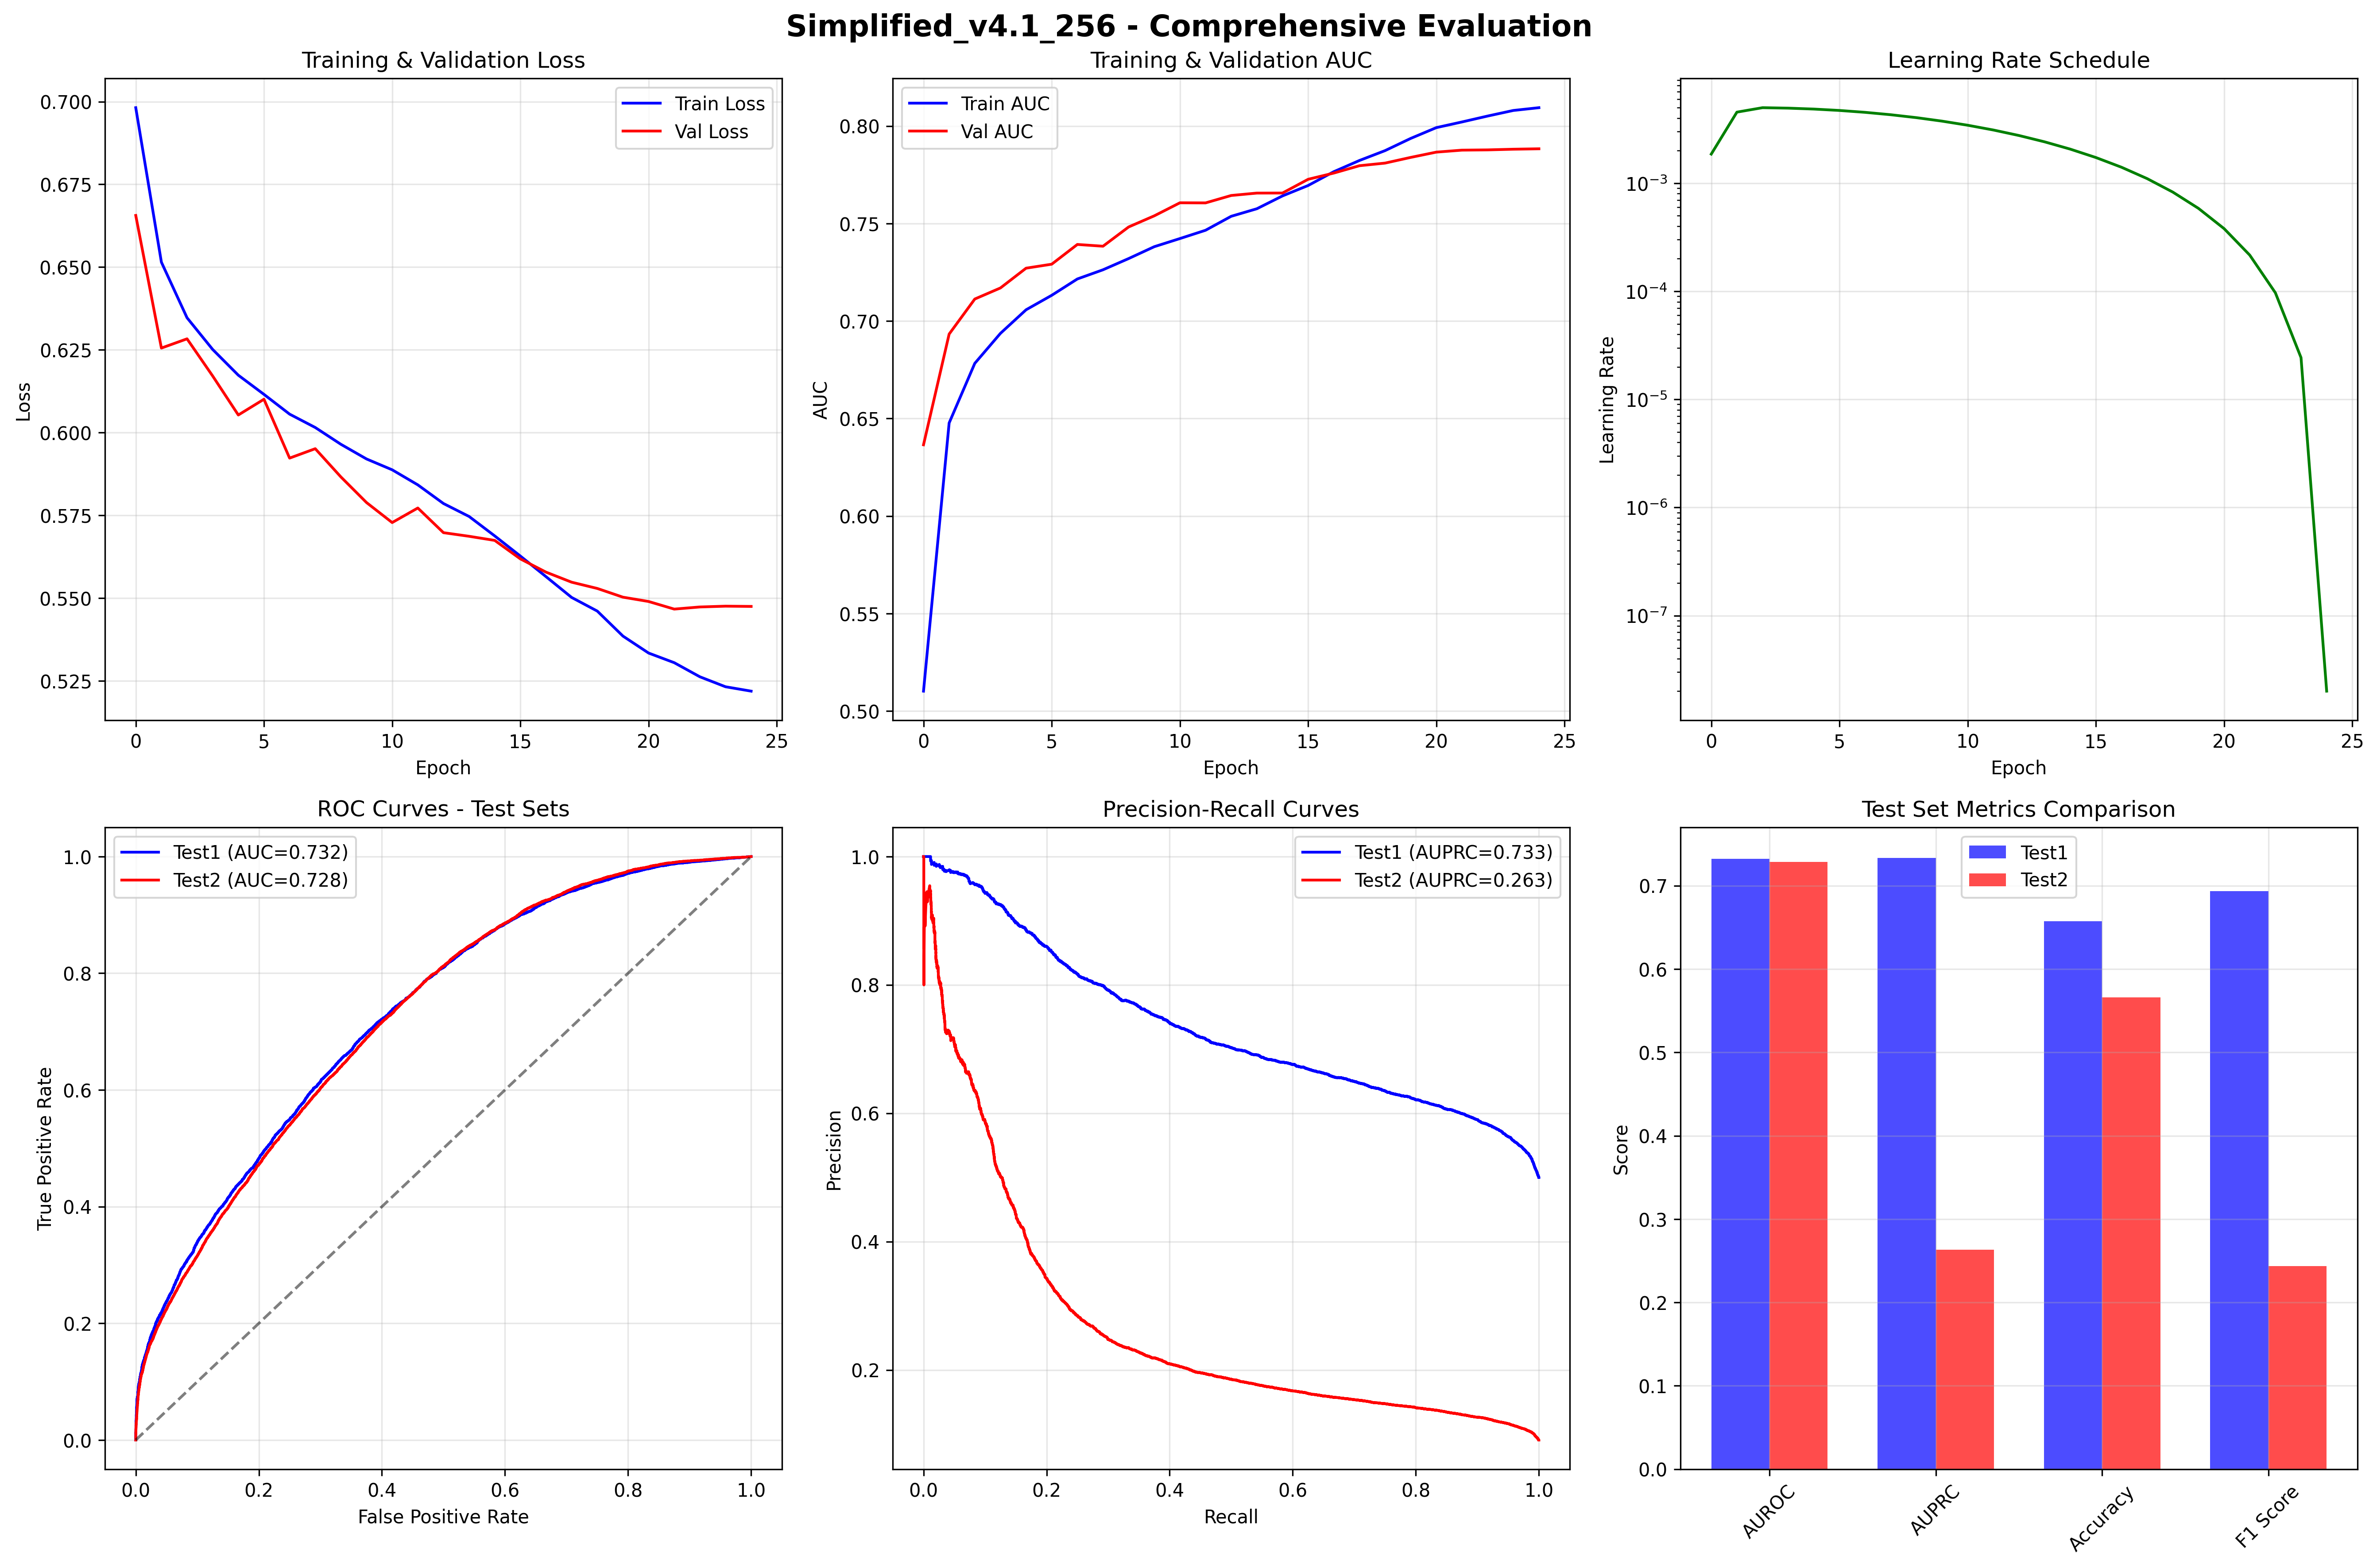 Simplified_v4.1_256 - Comprehensive Evaluation
Training & Validation Loss
Train Loss
Val Loss
0.700
0.675
0.650
0.625
0.600
0.575
0.550
0.525
Loss
0 5 10 15 20 25
Epoch
Training & Validation AUC
Train AUC
Val AUC
0.80
0.75
0.70
0.65
0.60
0.55
0.50
AUC
0 5 10 15 20 25
Epoch
Learning Rate Schedule
10⁻³
10⁻⁴
10⁻⁵
10⁻⁶
10⁻⁷
Learning Rate
0 5 10 15 20 25
Epoch
ROC Curves - Test Sets
Test1 (AUC=0.732)
Test2 (AUC=0.728)
1.0
0.8
0.6
0.4
0.2
0.0
True Positive Rate
0.0 0.2 0.4 0.6 0.8 1.0
False Positive Rate
Precision-Recall Curves
Test1 (AUPRC=0.733)
Test2 (AUPRC=0.263)
1.0
0.8
0.6
0.4
0.2
Precision
0.0 0.2 0.4 0.6 0.8 1.0
Recall
Test Set Metrics Comparison
Test1
Test2
0.7
0.6
0.5
0.4
0.3
0.2
0.1
0.0
Score
AUROC AUPRC Accuracy F1 Score